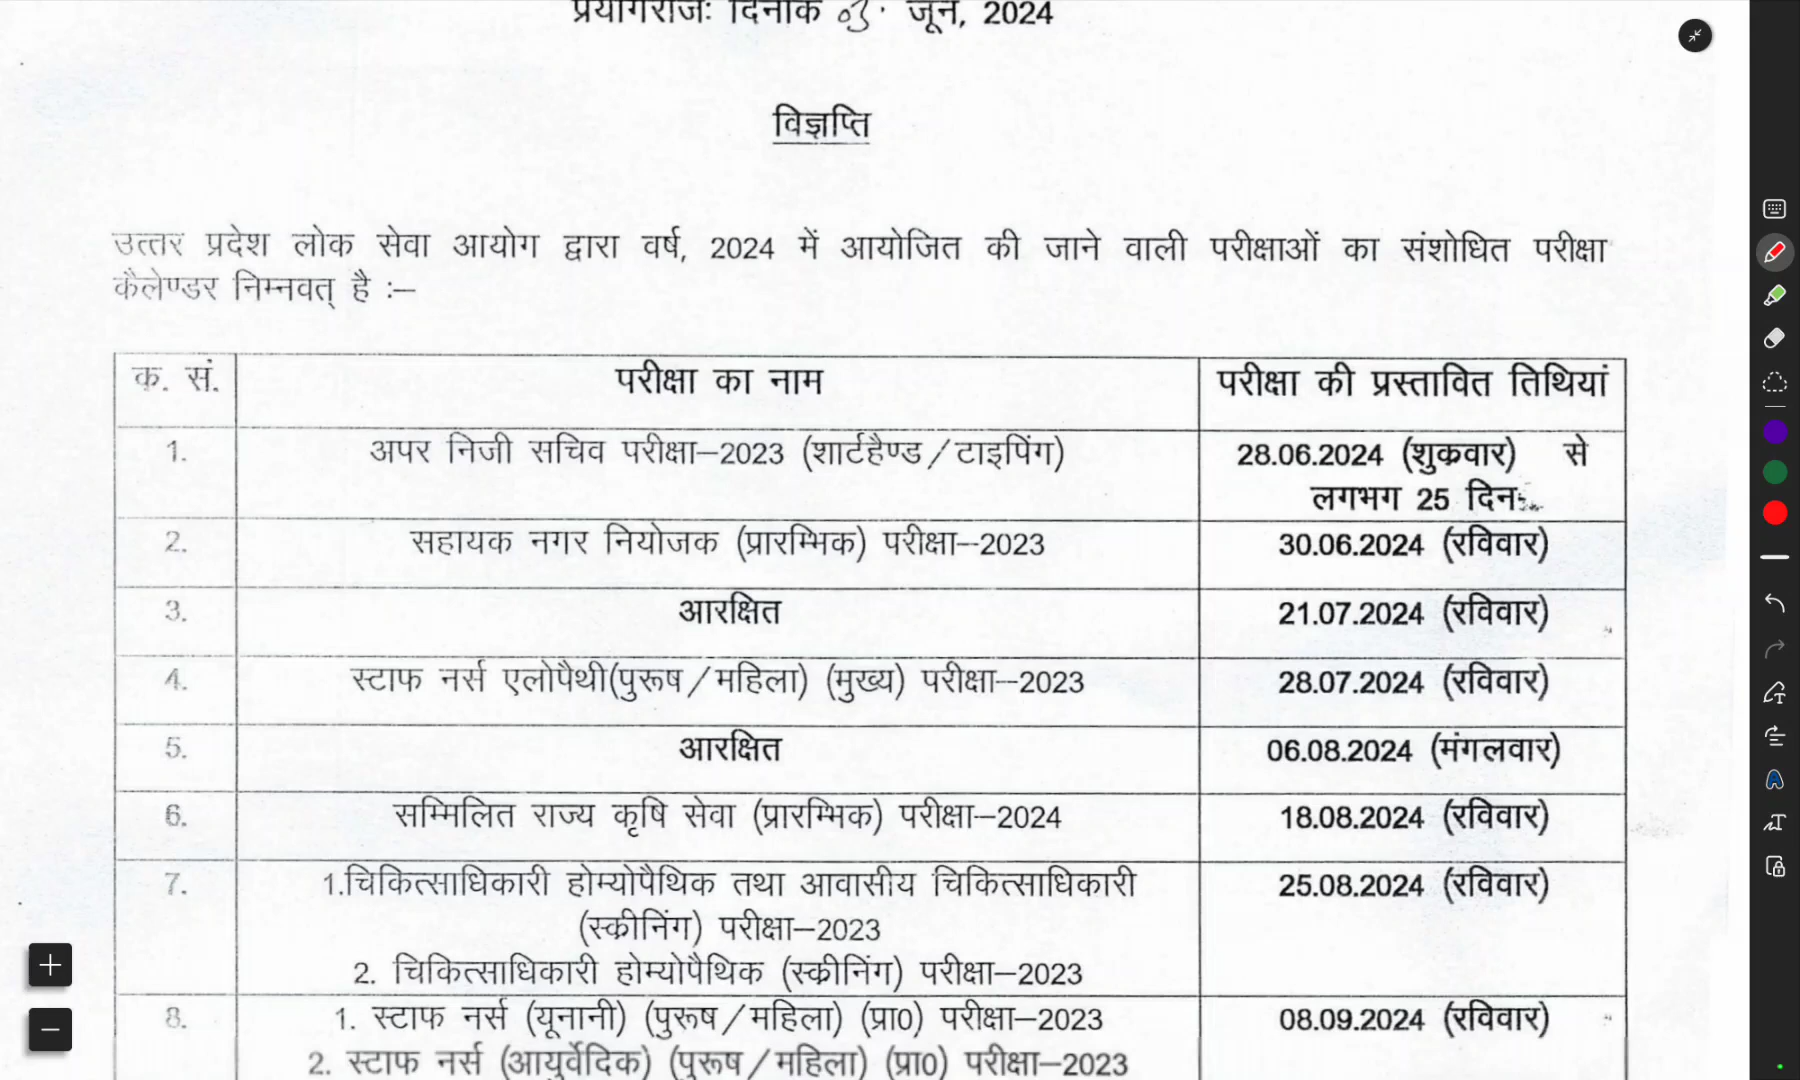 प्रयागराजः दिनांक 03. जून, 2024
विज्ञप्ति
उत्तर प्रदेश लोक सेवा आयोग द्वारा वर्ष, 2024 में आयोजित की जाने वाली परीक्षाओं का संशोधित परीक्षा
कैलेण्डर निम्नवत् है :–
क. सं. परीक्षा का नाम परीक्षा की प्रस्तावित तिथियां
1. अपर निजी सचिव परीक्षा–2023 (शार्टहैण्ड/टाइपिंग) 28.06.2024 (शुक्रवार) से
लगभग 25 दिन
2. सहायक नगर नियोजक (प्रारम्भिक) परीक्षा–2023 30.06.2024 (रविवार)
3. आरक्षित 21.07.2024 (रविवार)
4. स्टाफ नर्स एलोपैथी(पुरूष/महिला) (मुख्य) परीक्षा–2023 28.07.2024 (रविवार)
5. आरक्षित 06.08.2024 (मंगलवार)
6. सम्मिलित राज्य कृषि सेवा (प्रारम्भिक) परीक्षा–2024 18.08.2024 (रविवार)
7. 1.चिकित्साधिकारी होम्योपैथिक तथा आवासीय चिकित्साधिकारी 25.08.2024 (रविवार)
(स्क्रीनिंग) परीक्षा–2023
2. चिकित्साधिकारी होम्योपैथिक (स्क्रीनिंग) परीक्षा–2023
8. 1. स्टाफ नर्स (यूनानी) (पुरूष/महिला) (प्रा0) परीक्षा–2023 08.09.2024 (रविवार)
2. स्टाफ नर्स (आयुर्वेदिक) (पुरूष/महिला) (प्रा0) परीक्षा–2023